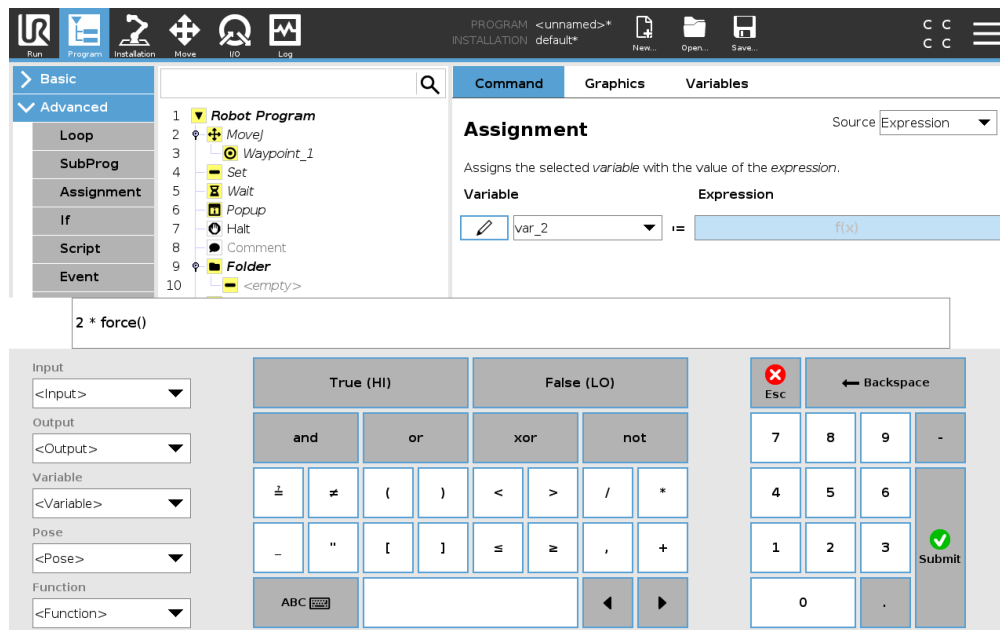 PROGRAM <unnamed>*
INSTALLATION default*
C C
C C
Run Program Installation Move I/O Log New... Open... Save...
Basic
Advanced
Loop
SubProg
Assignment
If
Script
Event
1 Robot Program
2 MoveJ
3 Waypoint_1
4 Set
5 Wait
6 Popup
7 Halt
8 Comment
9 Folder
10 <empty>
Command Graphics Variables
Assignment
Source Expression
Assigns the selected variable with the value of the expression.
Variable Expression
var_2 := f(x)
2 * force()
Input
<Input>
Output
<Output>
Variable
<Variable>
Pose
<Pose>
Function
<Function>
True (HI) False (LO)
and or xor not
≟ ≠ ( ) < > / *
_ " [ ] ≤ ≥ , +
ABC
Esc Backspace
7 8 9 -
4 5 6
1 2 3 Submit
0 .